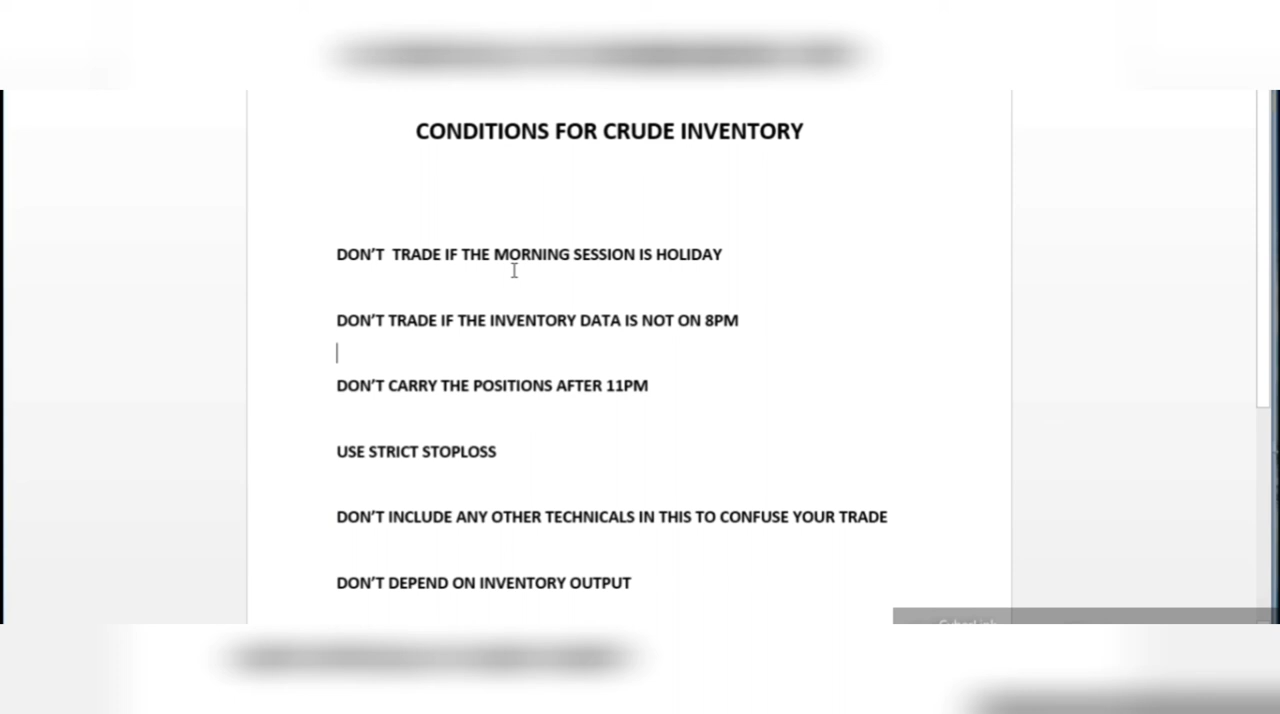 CONDITIONS FOR CRUDE INVENTORY
DON'T TRADE IF THE MORNING SESSION IS HOLIDAY
DON'T TRADE IF THE INVENTORY DATA IS NOT ON 8PM
DON'T CARRY THE POSITIONS AFTER 11PM
USE STRICT STOPLOSS
DON'T INCLUDE ANY OTHER TECHNICALS IN THIS TO CONFUSE YOUR TRADE
DON'T DEPEND ON INVENTORY OUTPUT